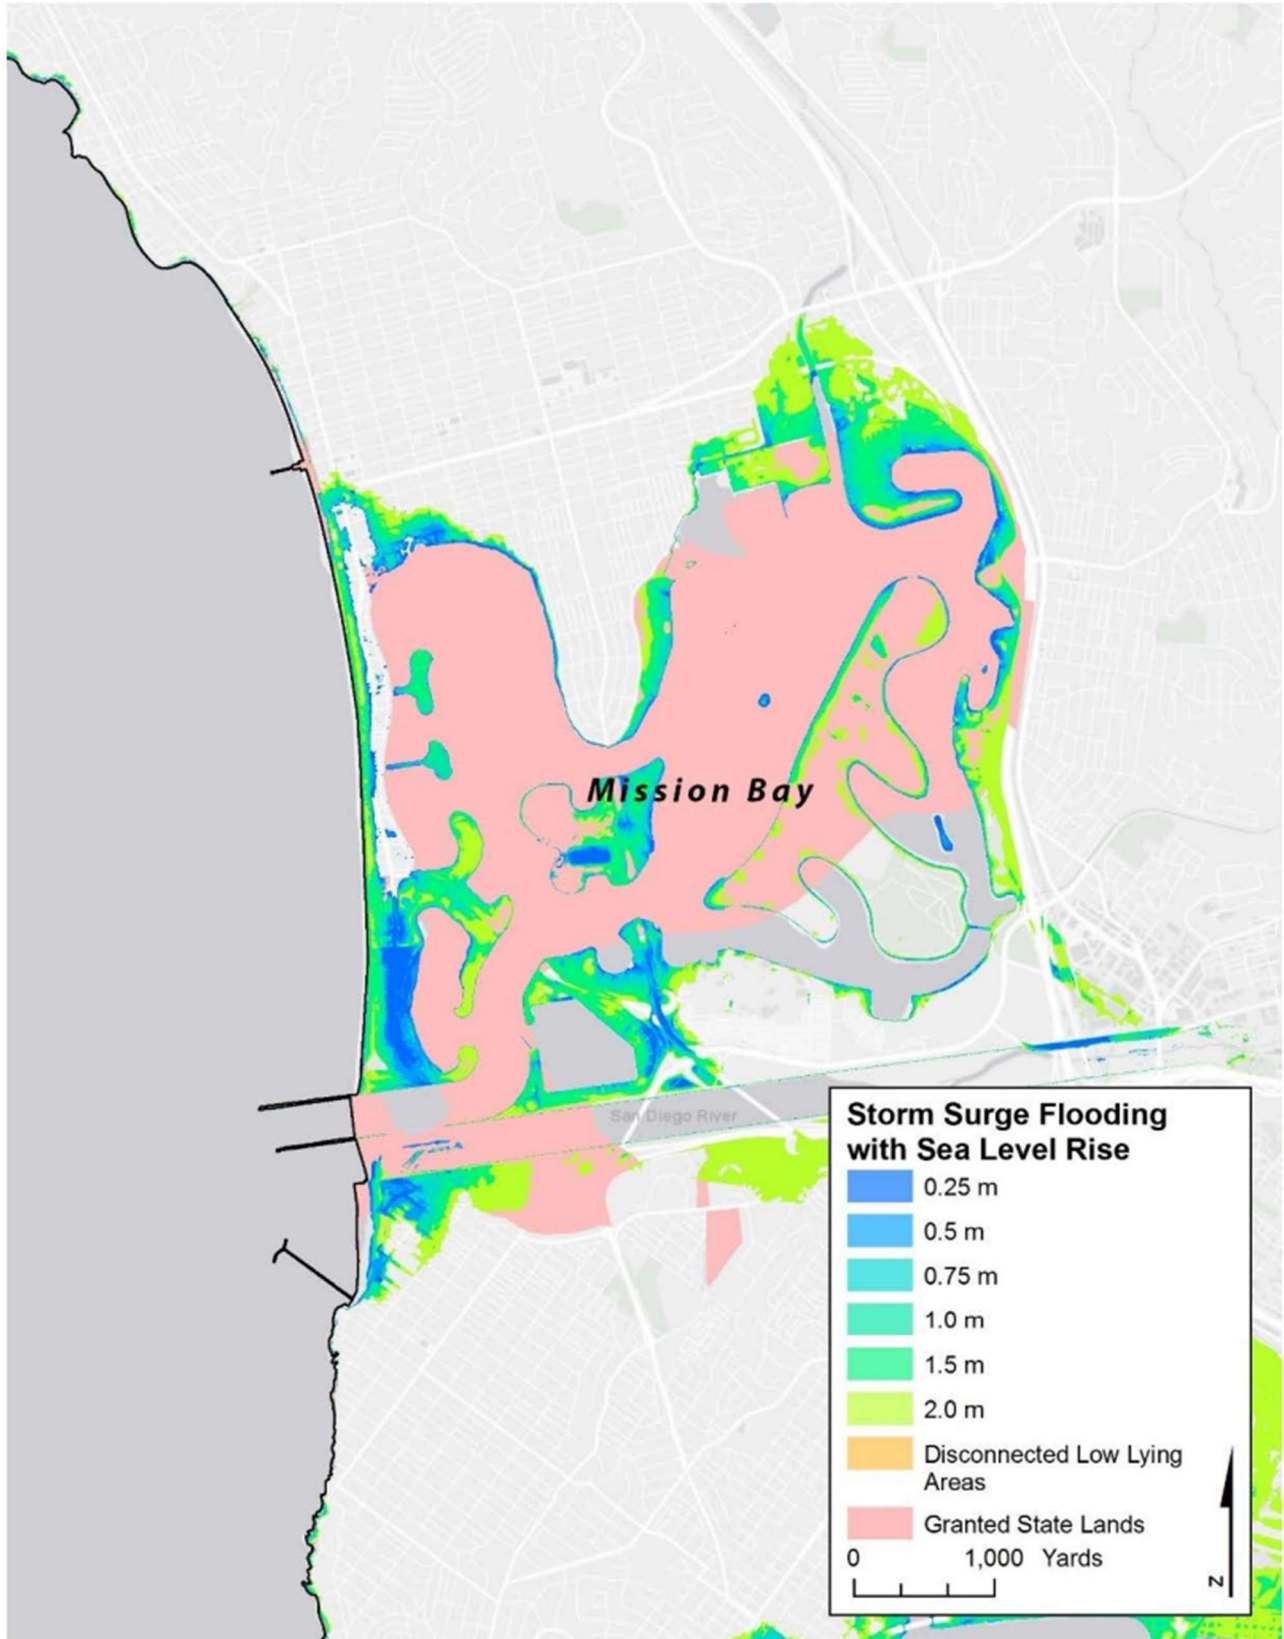 Mission Bay
San Diego River
Storm Surge Flooding
with Sea Level Rise
0.25 m
0.5 m
0.75 m
1.0 m
1.5 m
2.0 m
Disconnected Low Lying
Areas
Granted State Lands
0 1,000 Yards
N